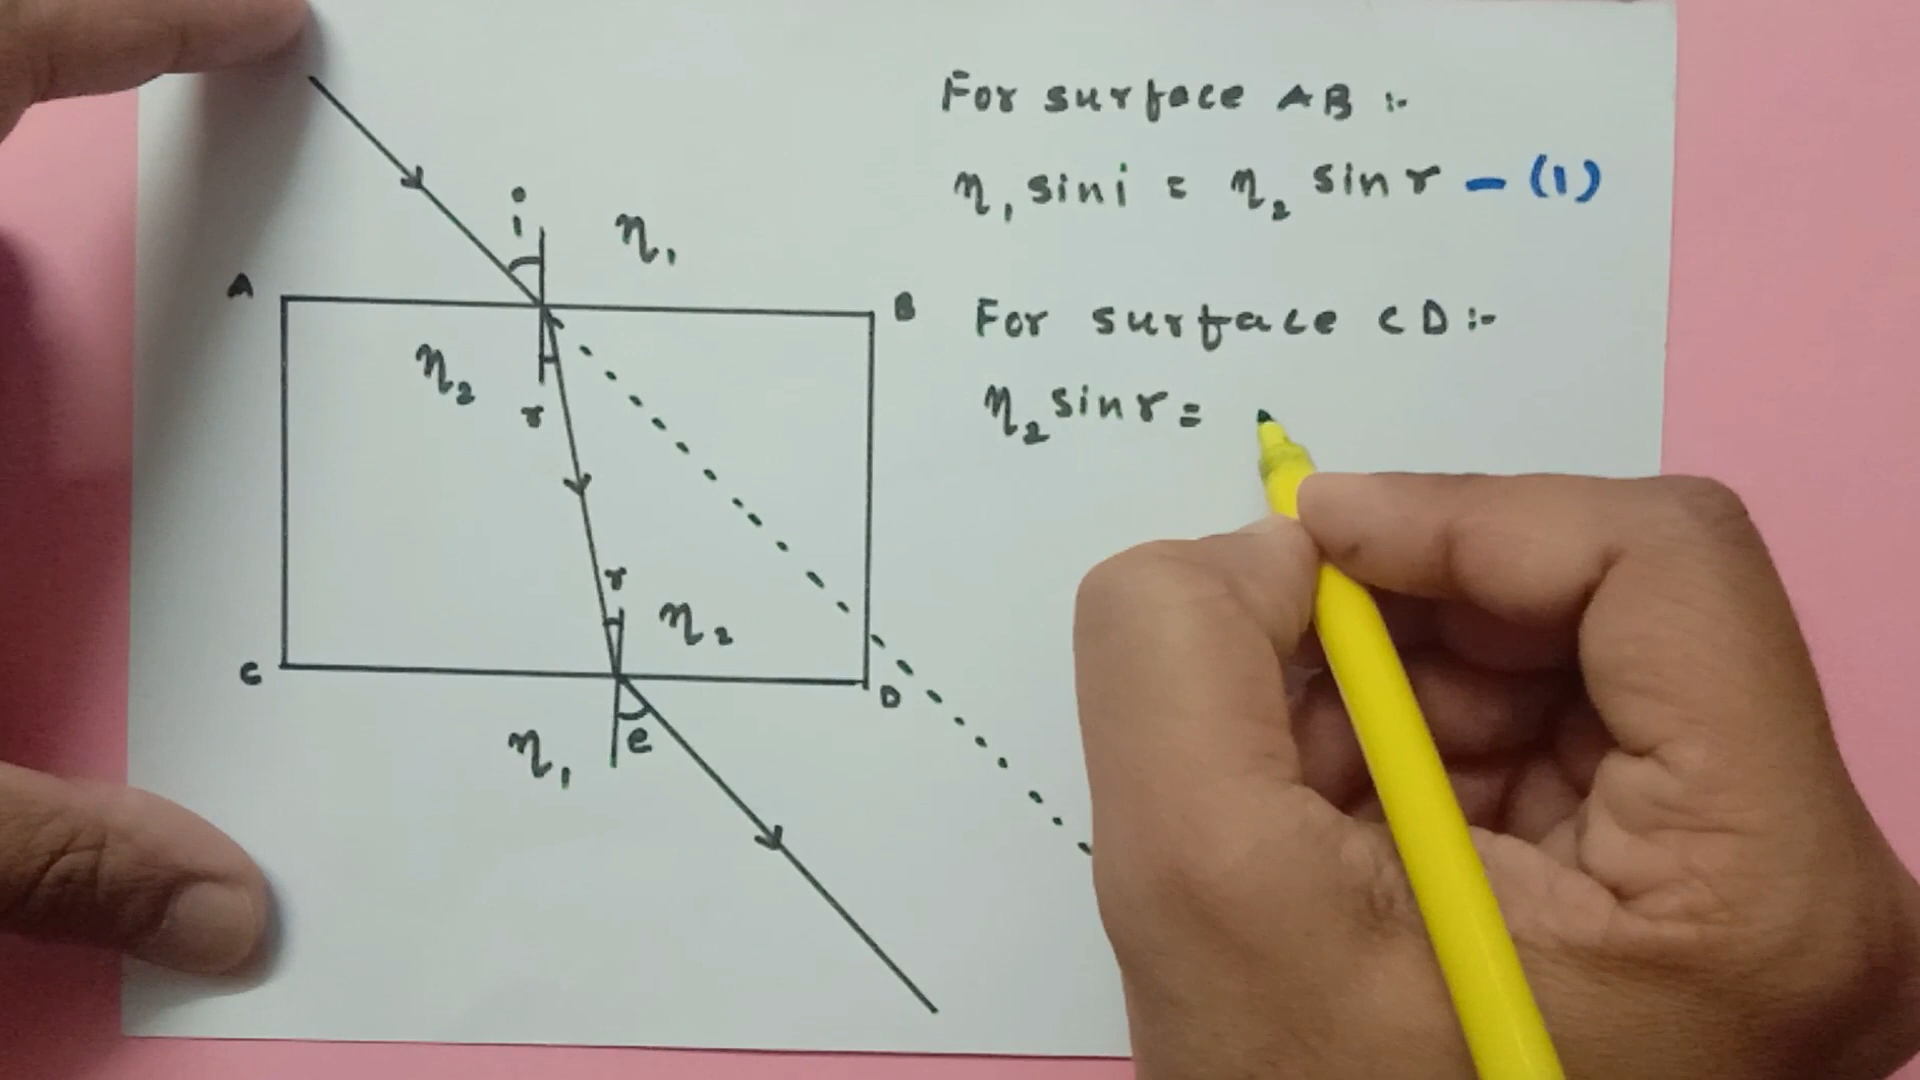 For surface AB :-
η₁ sin i = η₂ sin r – (1)
i
η₁
A
B
For surface CD :-
η₂
r
η₂ sin r =
r
η₂
C
D
η₁
e